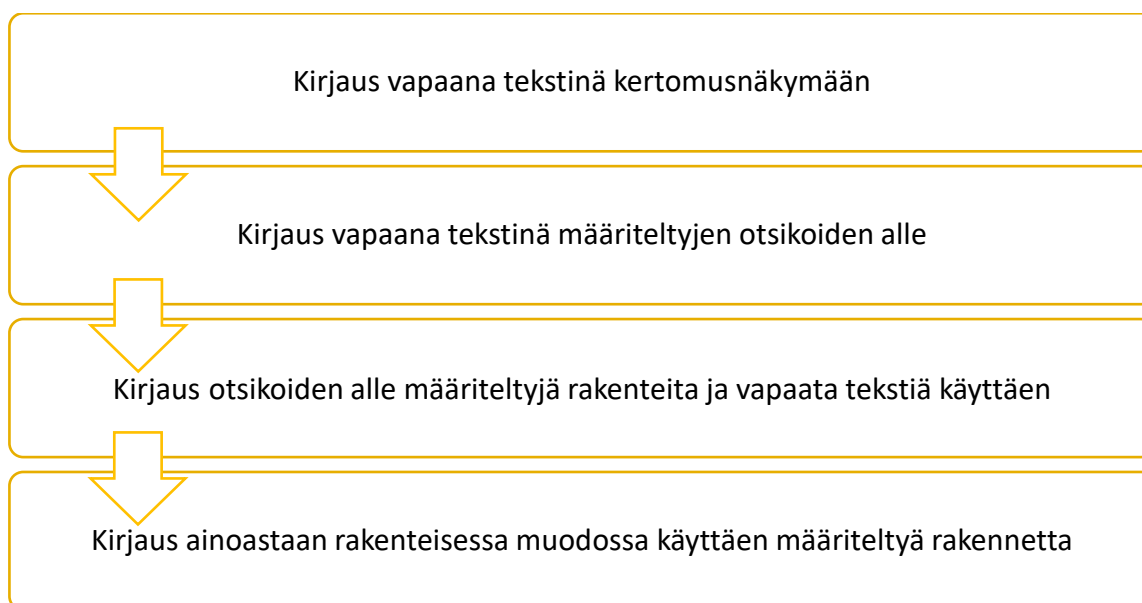 Kirjaus vapaana tekstinä kertomusnäkymään
Kirjaus vapaana tekstinä määriteltyjen otsikoiden alle
Kirjaus otsikoiden alle määriteltyjä rakenteita ja vapaata tekstiä käyttäen
Kirjaus ainoastaan rakenteisessa muodossa käyttäen määriteltyä rakennetta